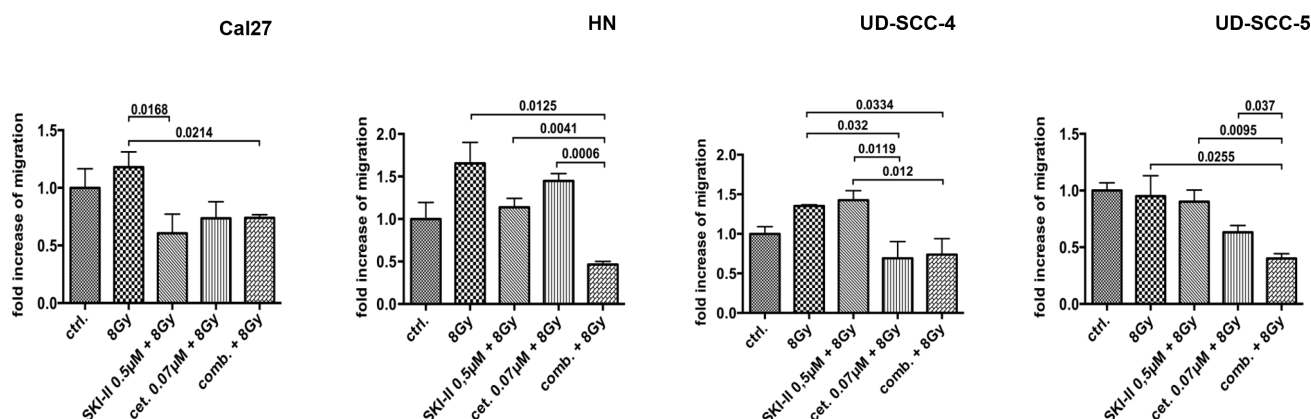 Cal27
fold increase of migration
1.5
1.0
0.5
0.0
0.0168
0.0214
ctrl.
8Gy
SKI-II 0.5µM + 8Gy
cet. 0.07µM + 8Gy
comb. + 8Gy
HN
fold increase of migration
2.0
1.5
1.0
0.5
0.0
0.0125
0.0041
0.0006
ctrl.
8Gy
SKI-II 0,5µM + 8Gy
cet. 0.07µM + 8Gy
comb. + 8Gy
UD-SCC-4
fold increase of migration
2.0
1.5
1.0
0.5
0.0
0.0334
0.032
0.0119
0.012
ctrl.
8Gy
SKI-II 0,5µM + 8Gy
cet. 0.07µM + 8Gy
comb. + 8Gy
UD-SCC-5
fold increase of migration
1.5
1.0
0.5
0.0
0.037
0.0095
0.0255
ctrl.
8Gy
SKI-II 0,5µM + 8Gy
cet. 0.07µM + 8Gy
comb. + 8Gy